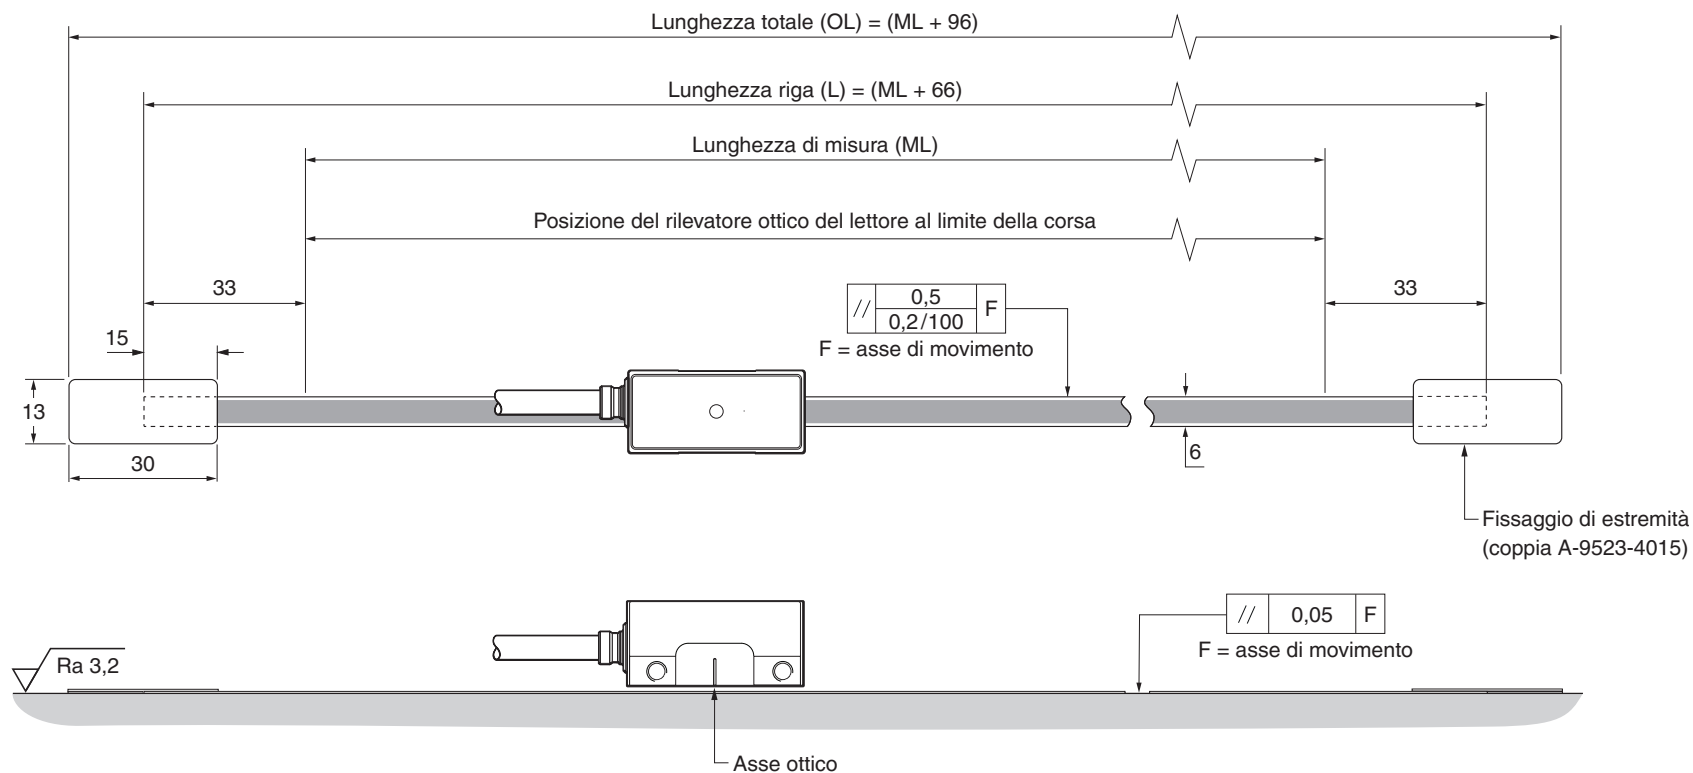 Lunghezza totale (OL) = (ML + 96)
Lunghezza riga (L) = (ML + 66)
Lunghezza di misura (ML)
Posizione del rilevatore ottico del lettore al limite della corsa
33
33
// 0,5 F
0,2/100
15
F = asse di movimento
13
30
6
Fissaggio di estremità
(coppia A-9523-4015)
// 0,05 F
F = asse di movimento
Ra 3,2
Asse ottico